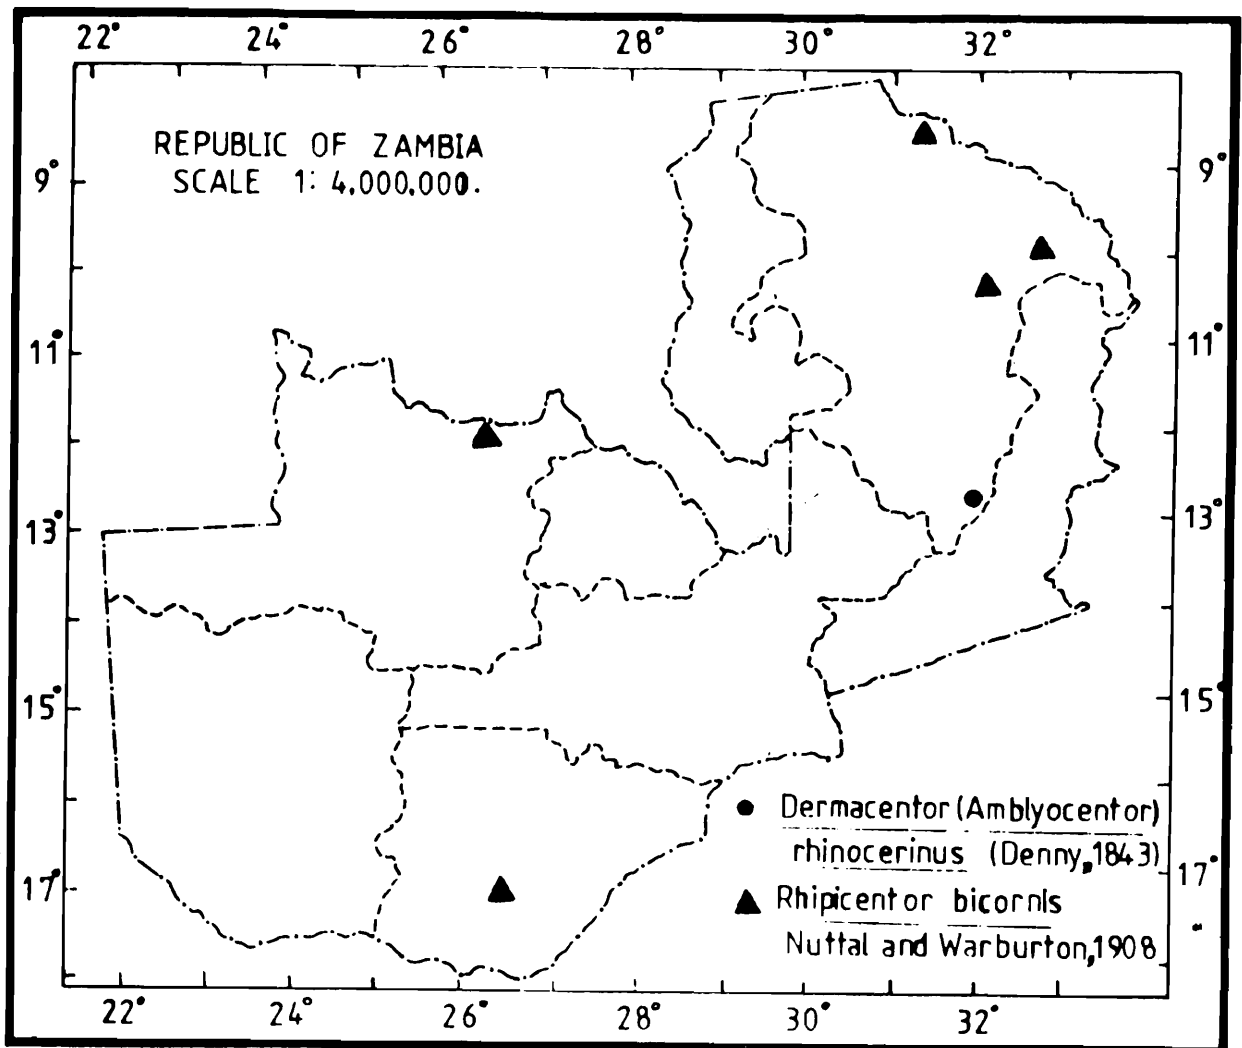 22° 24° 26° 28° 30° 32°
REPUBLIC OF ZAMBIA
SCALE 1: 4,000,000.
9° 9°
11° 11°
13° 13°
15° 15°
Dermacentor (Amblyocentor)
rhinocerinus (Denny,1843)
17° 17°
Rhipicentor bicornis
Nuttal and Warburton,1908
22° 24° 26° 28° 30° 32°